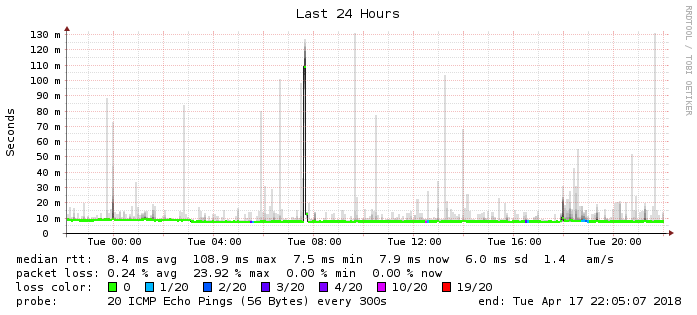 Last 24 Hours
RRDTOOL / TOBI OETIKER
Seconds
130 m
120 m
110 m
100 m
90 m
80 m
70 m
60 m
50 m
40 m
30 m
20 m
10 m
0
Tue 00:00 Tue 04:00 Tue 08:00 Tue 12:00 Tue 16:00 Tue 20:00
median rtt: 8.4 ms avg 108.9 ms max 7.5 ms min 7.9 ms now 6.0 ms sd 1.4 am/s
packet loss: 0.24 % avg 23.92 % max 0.00 % min 0.00 % now
loss color: 0 1/20 2/20 3/20 4/20 10/20 19/20
probe: 20 ICMP Echo Pings (56 Bytes) every 300s end: Tue Apr 17 22:05:07 2018